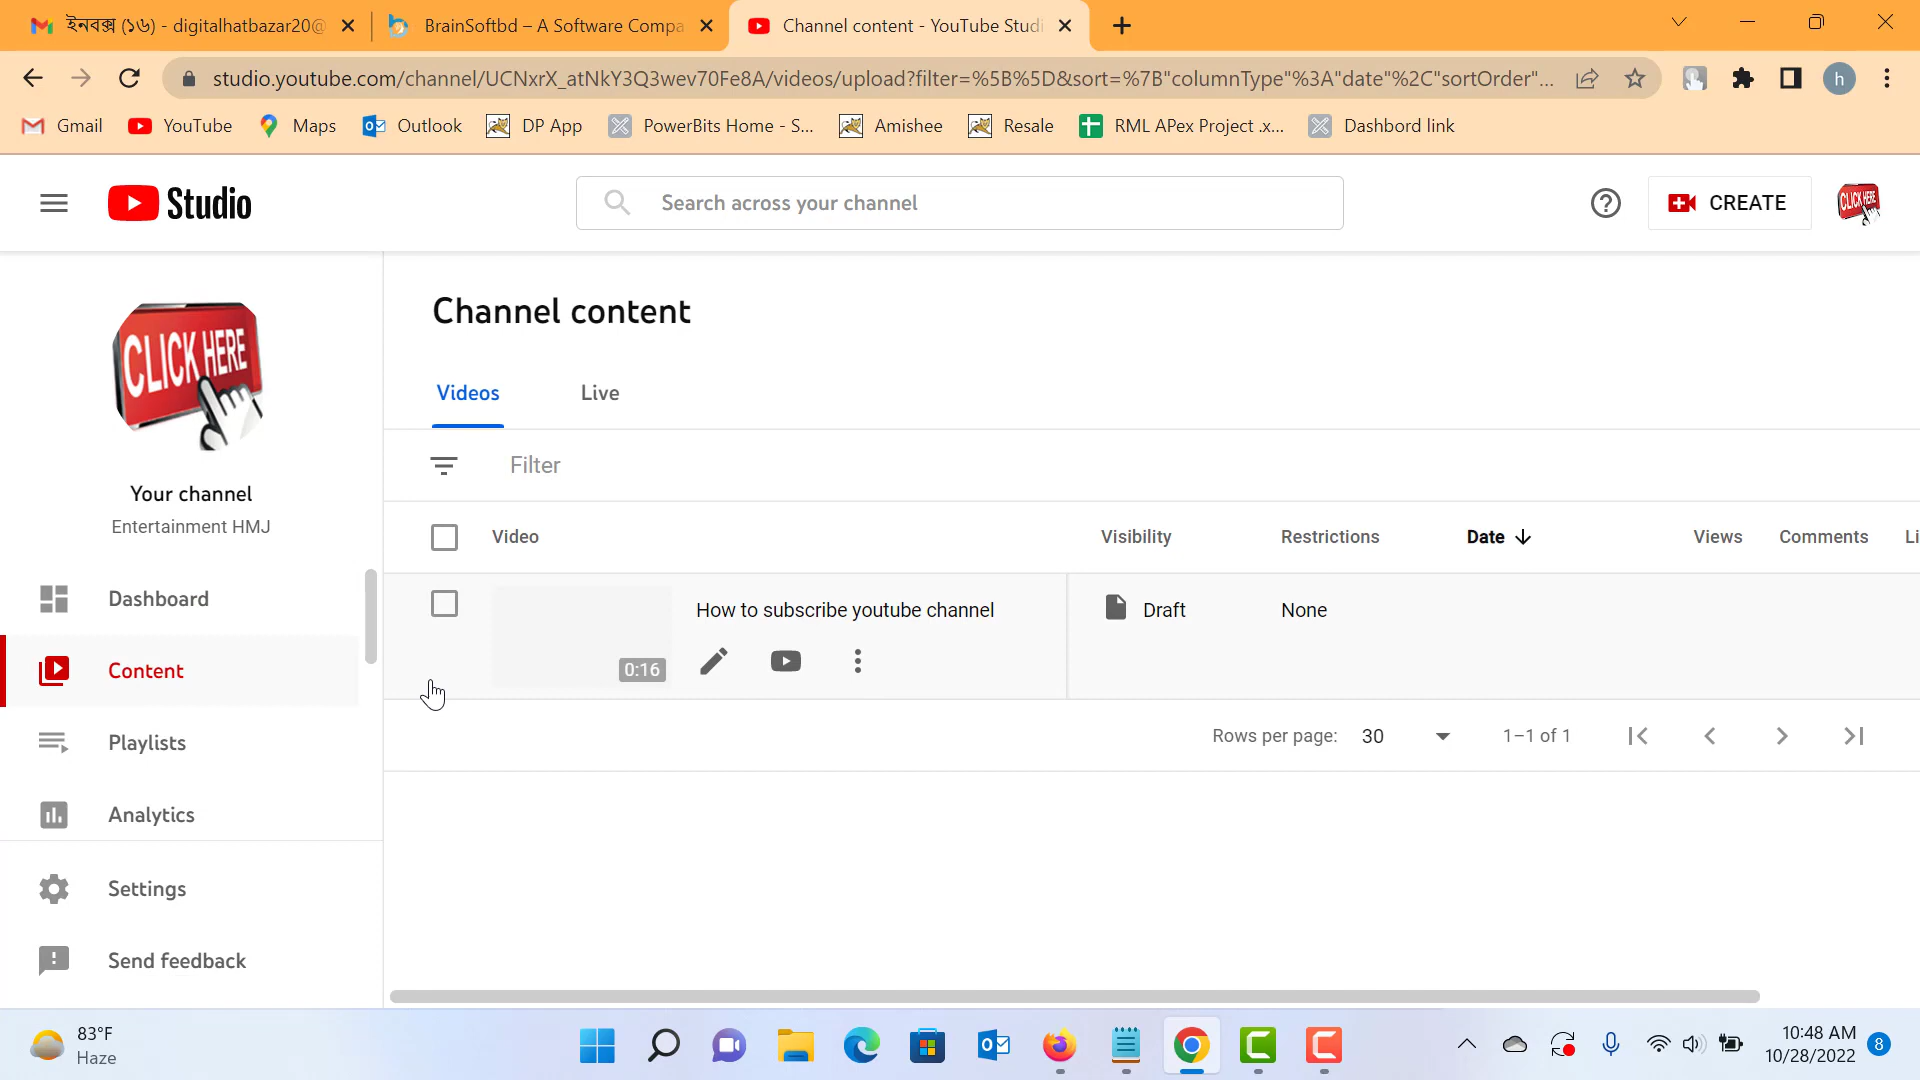 ইনবক্স (১৬) - digitalhatbazar20@
BrainSoftbd – A Software Compa
Channel content - YouTube Studi
studio.youtube.com/channel/UCNxrX_atNkY3Q3wev70Fe8A/videos/upload?filter=%5B%5D&sort=%7B"columnType"%3A"date"%2C"sortOrder"...
h
Gmail
YouTube
Maps
Outlook
DP App
PowerBits Home - S...
Amishee
Resale
RML APex Project .x...
Dashbord link
Studio
Search across your channel
CREATE
CLICK HERE
CLICK HERE
Your channel
Entertainment HMJ
Dashboard
Content
Playlists
Analytics
Settings
Send feedback
Channel content
Videos
Live
Filter
Video
Visibility
Restrictions
Date
Views
Comments
Li
How to subscribe youtube channel
0:16
Draft
None
Rows per page:
30
1–1 of 1
83°F
Haze
10:48 AM
10/28/2022
8